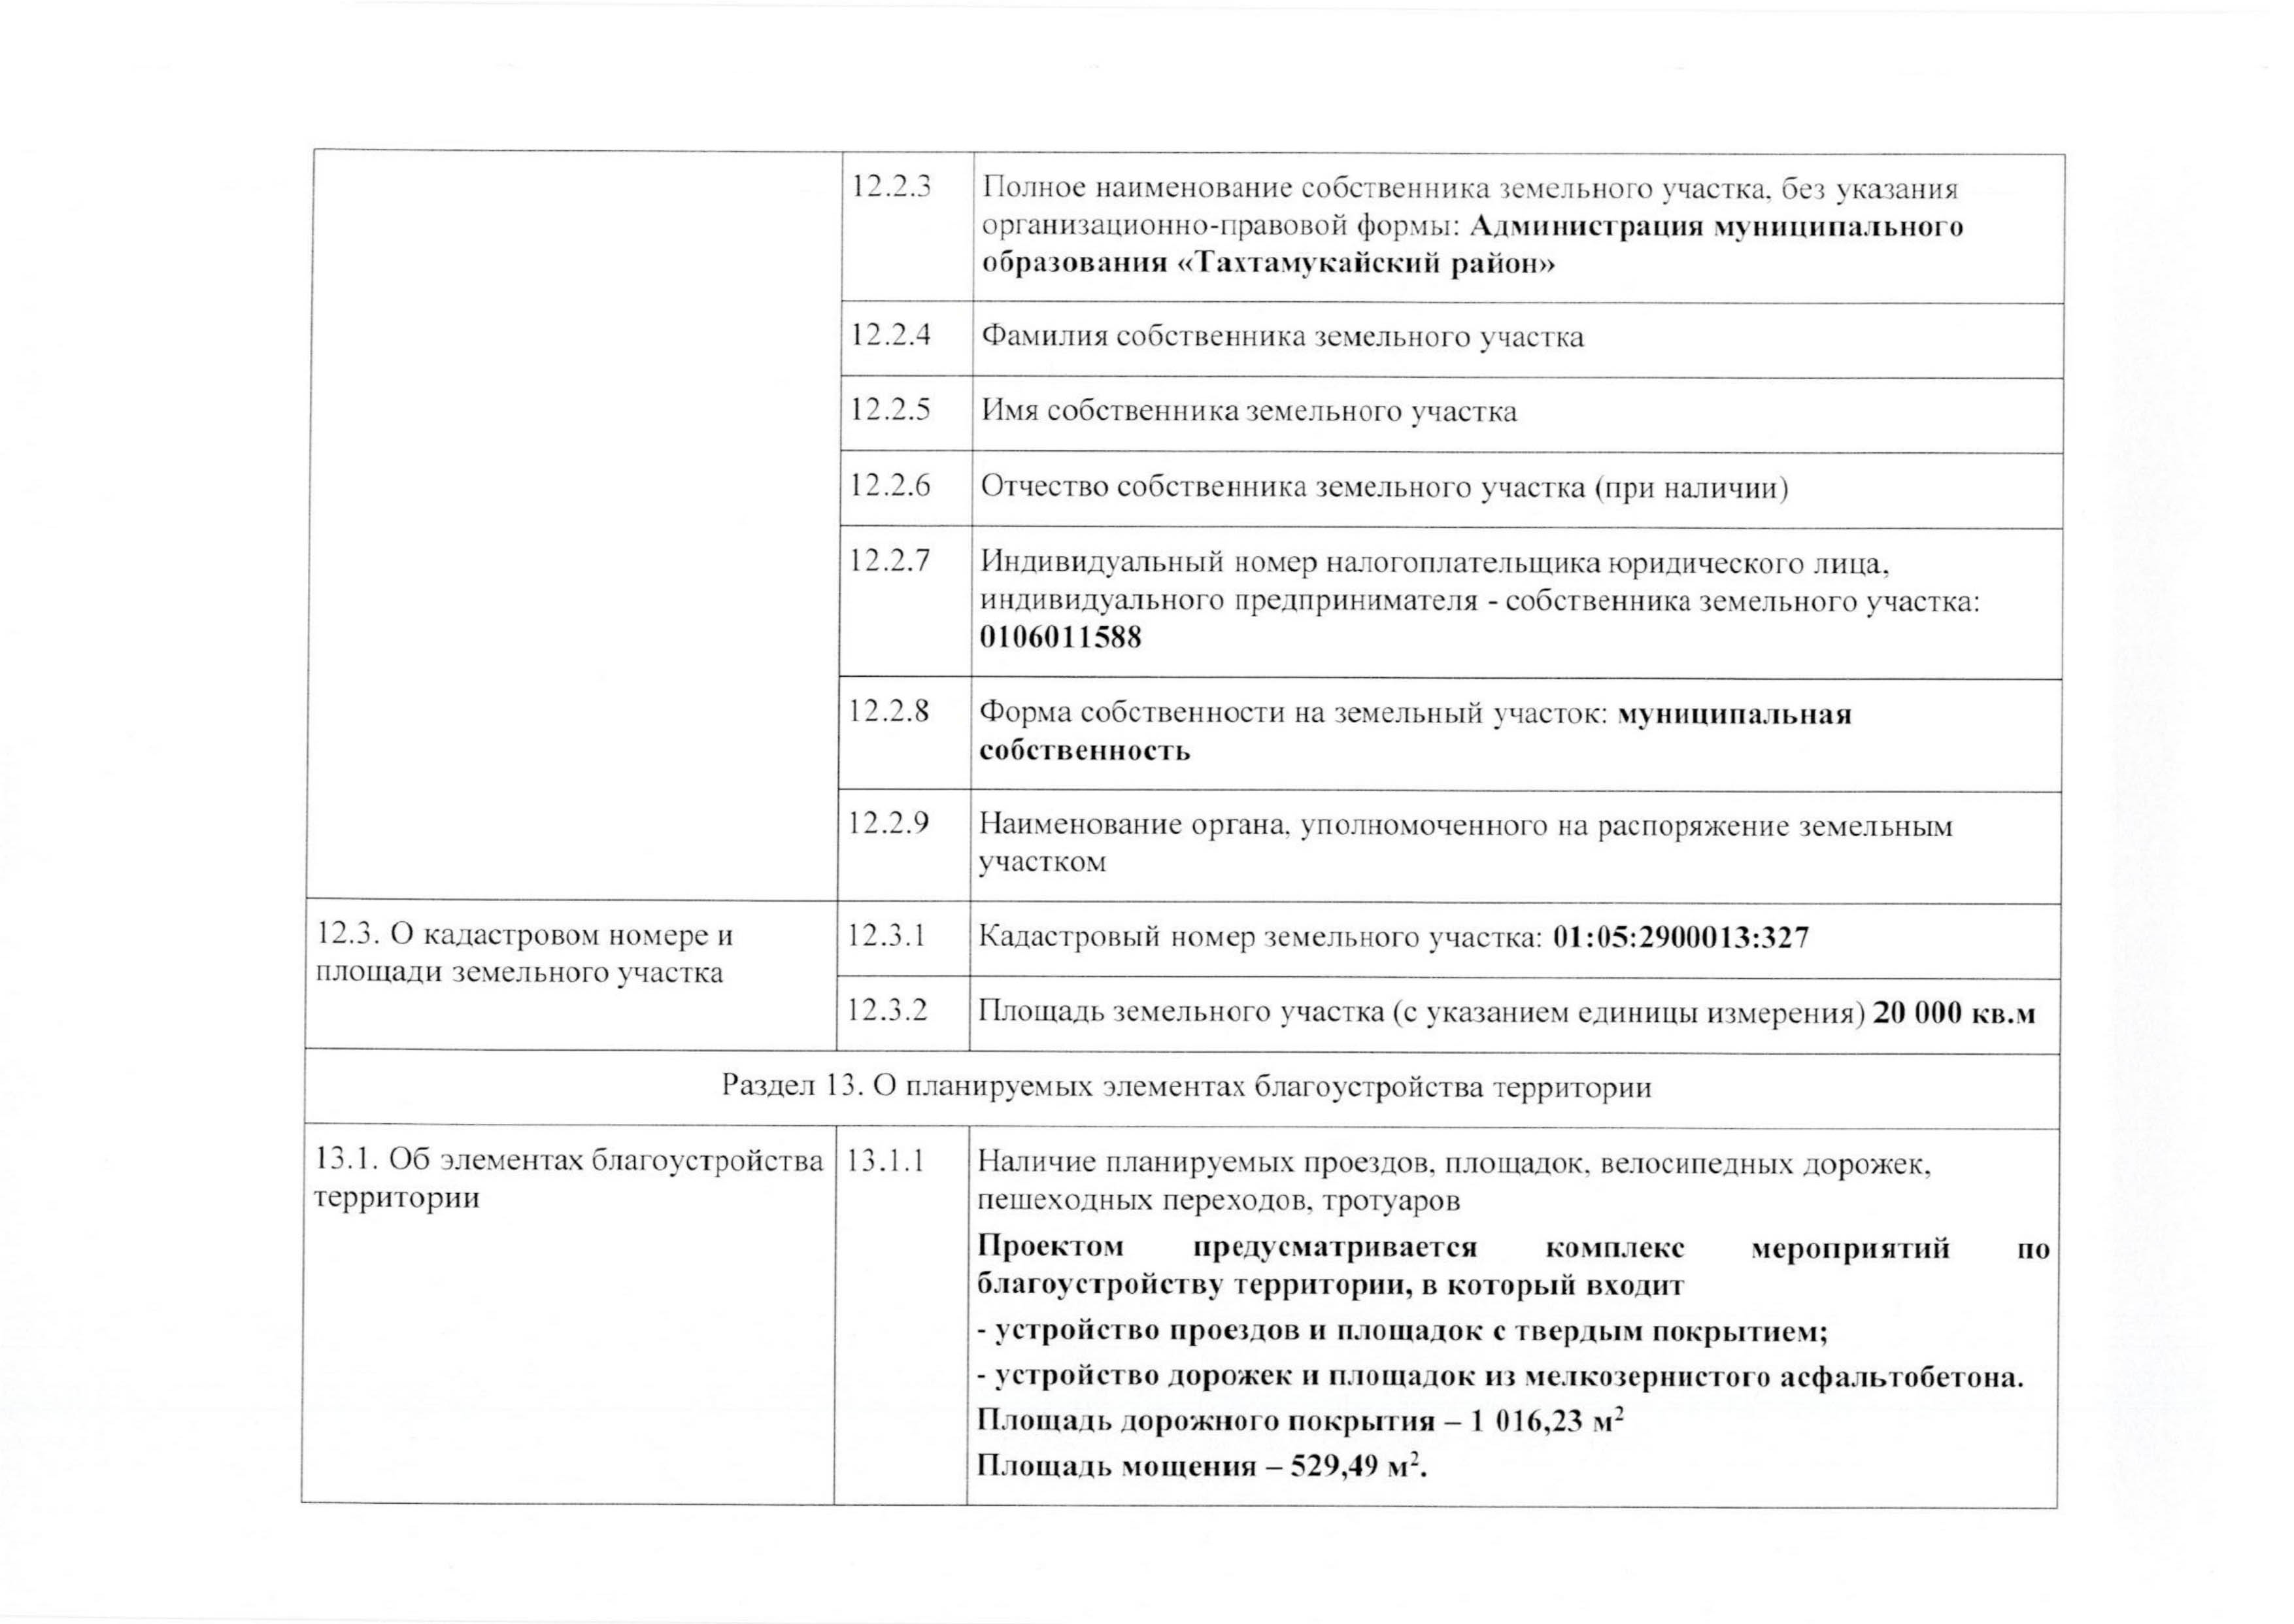 12.2.3
Полное наименование собственника земельного участка, без указания
организационно-правовой формы: Администрация муниципального
образования «Тахтамукайский район»
12.2.4
Фамилия собственника земельного участка
12.2.5
Имя собственника земельного участка
12.2.6
Отчество собственника земельного участка (при наличии)
12.2.7
Индивидуальный номер налогоплательщика юридического лица,
индивидуального предпринимателя - собственника земельного участка:
0106011588
12.2.8
Форма собственности на земельный участок: муниципальная
собственность
12.2.9
Наименование органа, уполномоченного на распоряжение земельным
участком
12.3. О кадастровом номере и
площади земельного участка
12.3.1
Кадастровый номер земельного участка: 01:05:2900013:327
12.3.2
Площадь земельного участка (с указанием единицы измерения) 20 000 кв.м
Раздел 13. О планируемых элементах благоустройства территории
13.1. Об элементах благоустройства
территории
13.1.1
Наличие планируемых проездов, площадок, велосипедных дорожек,
пешеходных переходов, тротуаров
Проектом предусматривается комплекс мероприятий по
благоустройству территории, в который входит
- устройство проездов и площадок с твердым покрытием;
- устройство дорожек и площадок из мелкозернистого асфальтобетона.
Площадь дорожного покрытия – 1 016,23 м²
Площадь мощения – 529,49 м².